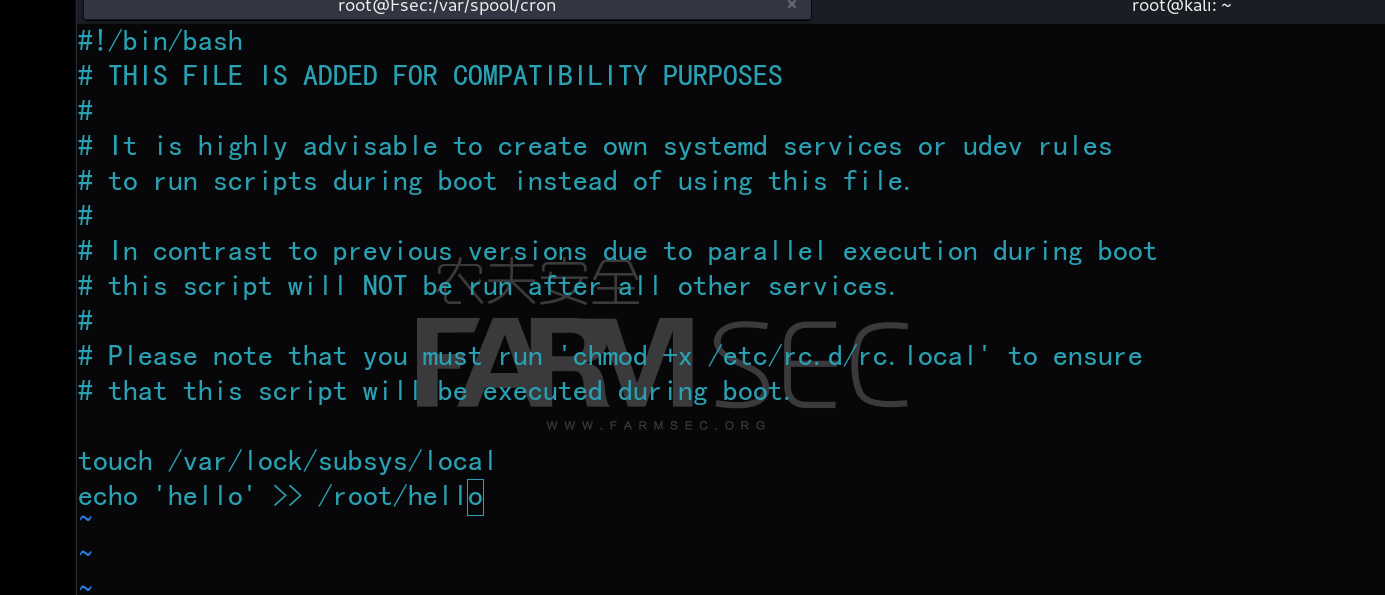 root@Fsec:/var/spool/cron × root@kali: ~
#!/bin/bash
# THIS FILE IS ADDED FOR COMPATIBILITY PURPOSES
#
# It is highly advisable to create own systemd services or udev rules
# to run scripts during boot instead of using this file.
#
# In contrast to previous versions due to parallel execution during boot
# this script will NOT be run after all other services.
#
# Please note that you must run 'chmod +x /etc/rc.d/rc.local' to ensure
# that this script will be executed during boot.
农夫安全
FARMSEC
WWW.FARMSEC.ORG
touch /var/lock/subsys/local
echo 'hello' >> /root/hello
~
~
~